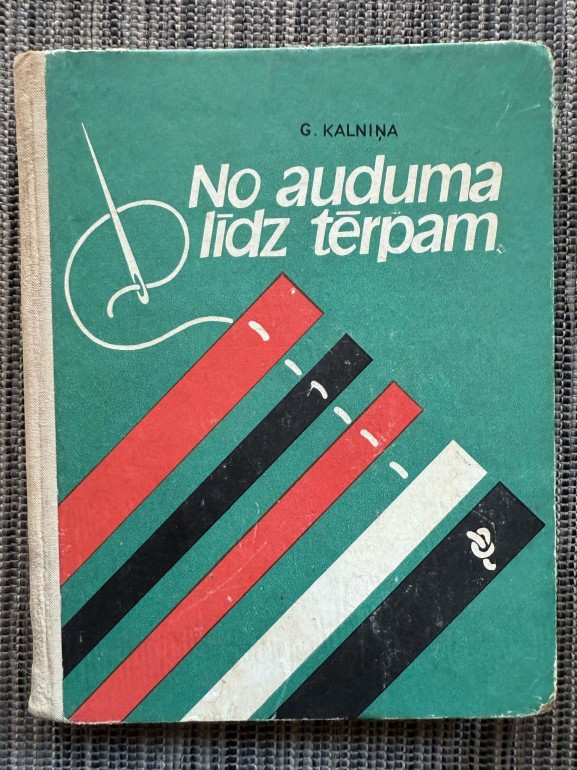 G. KALNIŅA
No auduma
līdz tērpam